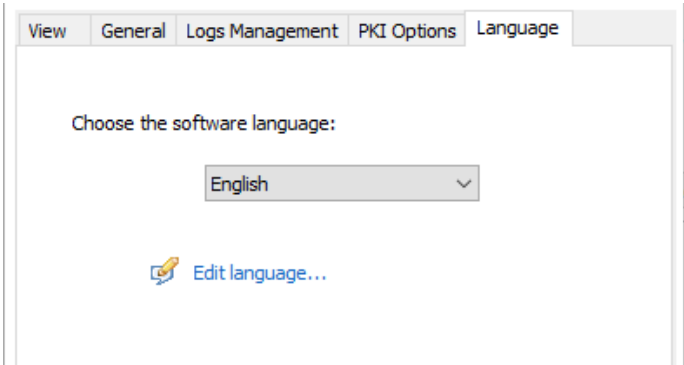 View General Logs Management PKI Options Language
Choose the software language:
English
Edit language...